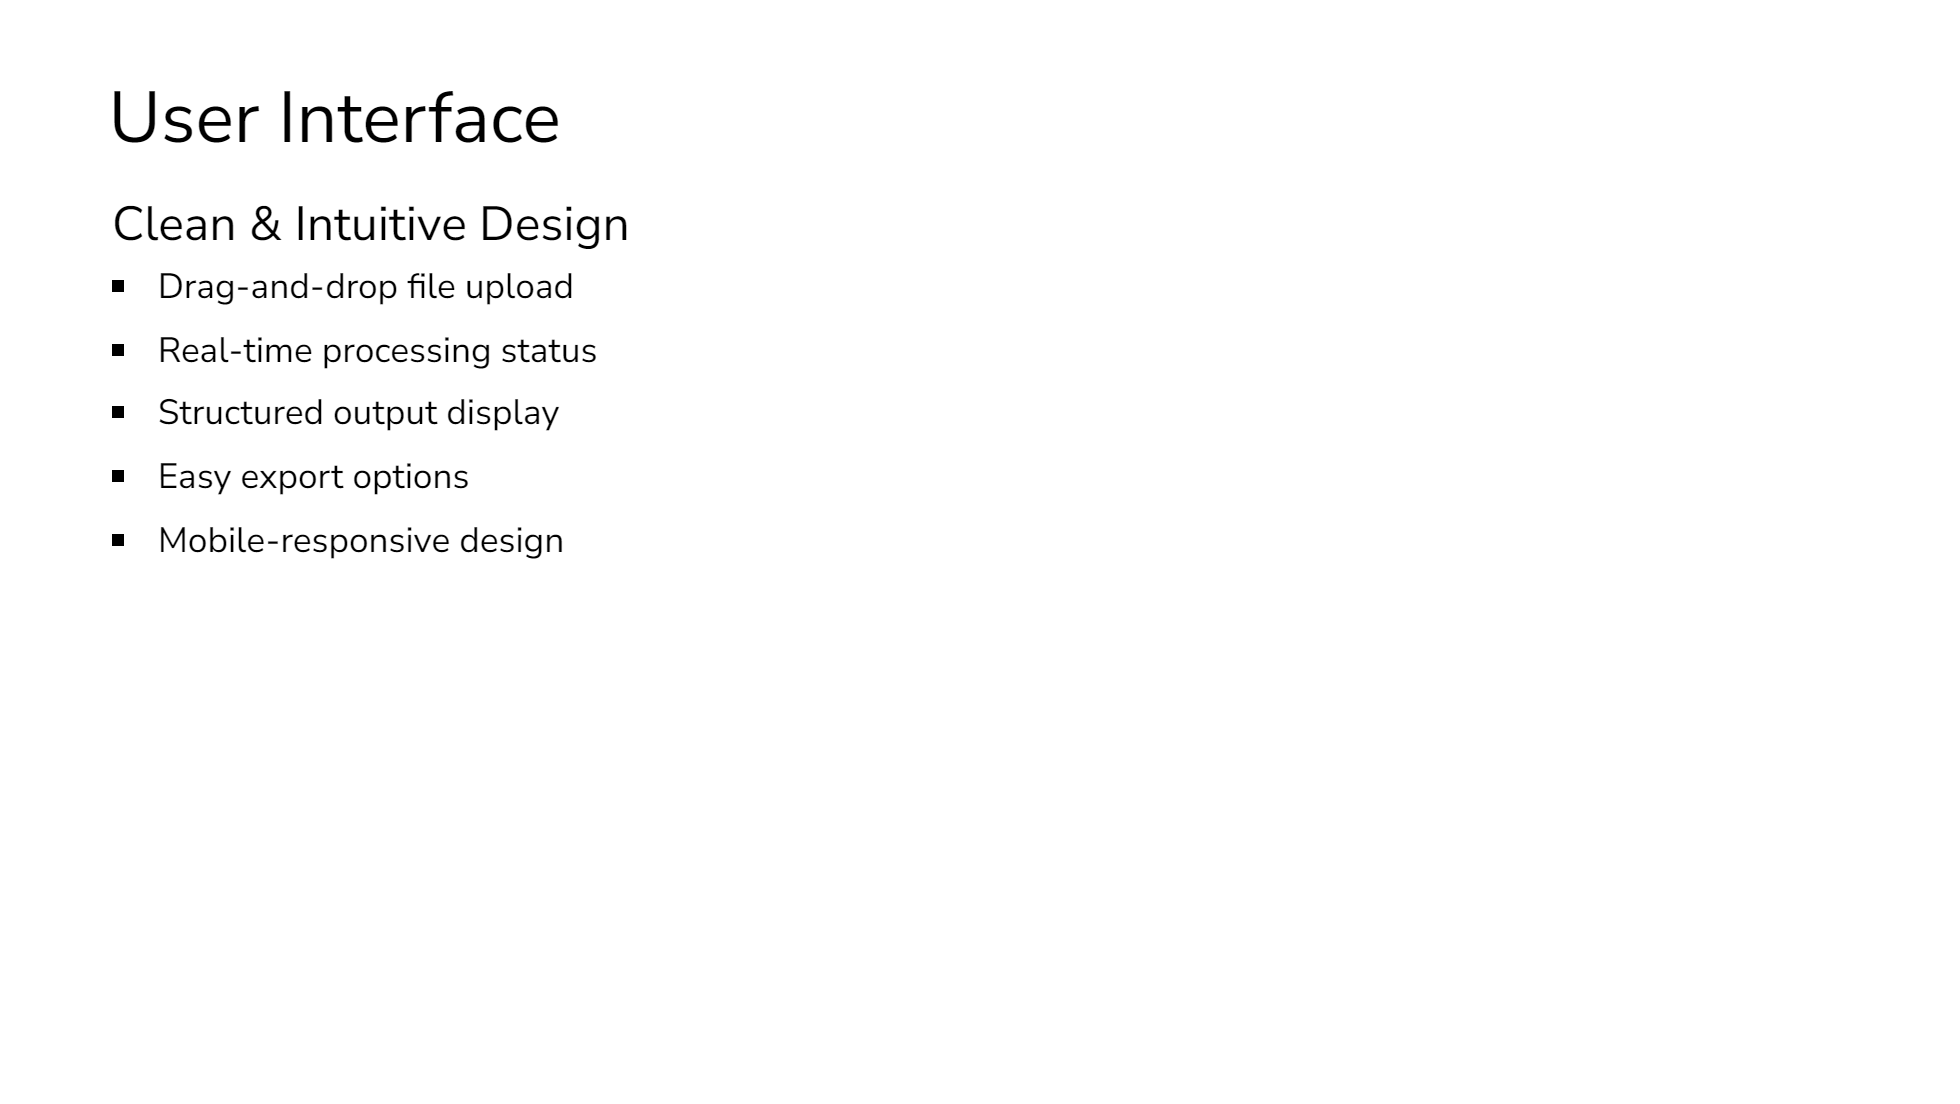 User Interface
Clean & Intuitive Design
▪ Drag-and-drop file upload
▪ Real-time processing status
▪ Structured output display
▪ Easy export options
▪ Mobile-responsive design